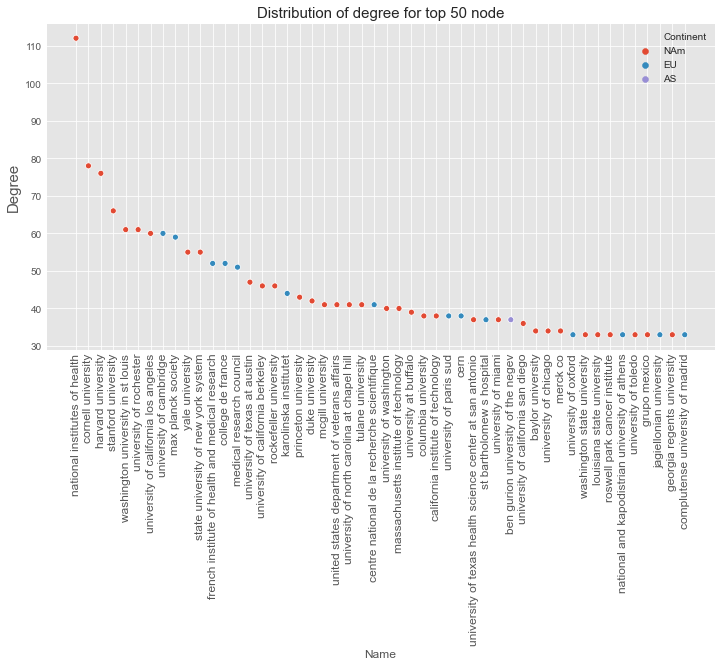 Distribution of degree for top 50 node
Continent
NAm
EU
AS
Degree
110
100
90
80
70
60
50
40
30
national institutes of health
cornell university
harvard university
stanford university
washington university in st louis
university of rochester
university of california los angeles
university of cambridge
max planck society
yale university
state university of new york system
french institute of health and medical research
college de france
medical research council
university of texas at austin
university of california berkeley
rockefeller university
karolinska institutet
princeton university
duke university
mcgill university
united states department of veterans affairs
university of north carolina at chapel hill
tulane university
centre national de la recherche scientifique
university of washington
massachusetts institute of technology
university at buffalo
columbia university
california institute of technology
university of paris sud
cern
university of texas health science center at san antonio
st bartholomew s hospital
university of miami
ben gurion university of the negev
university of california san diego
baylor university
university of chicago
merck co
university of oxford
washington state university
louisiana state university
roswell park cancer institute
national and kapodistrian university of athens
university of toledo
grupo mexico
jagiellonian university
georgia regents university
complutense university of madrid
Name